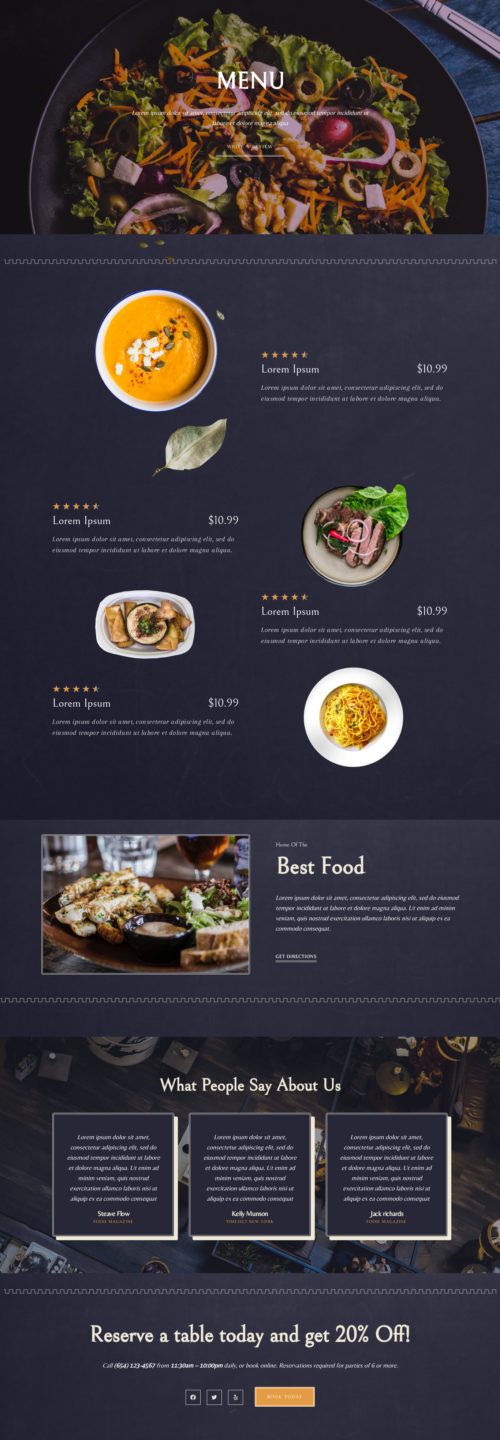 MENU
Lorem ipsum dolor sit amet, consectetur adipiscing elit, sed do eiusmod tempor incididunt ut
labore et dolore magna aliqua.
Lorem Ipsum $10.99
Lorem ipsum dolor sit amet, consectetur adipiscing elit, sed do
eiusmod tempor incididunt ut labore et dolore magna aliqua.
Lorem Ipsum $10.99
Lorem ipsum dolor sit amet, consectetur adipiscing elit, sed do
eiusmod tempor incididunt ut labore et dolore magna aliqua.
Lorem Ipsum $10.99
Lorem ipsum dolor sit amet, consectetur adipiscing elit, sed do
eiusmod tempor incididunt ut labore et dolore magna aliqua.
Lorem Ipsum $10.99
Lorem ipsum dolor sit amet, consectetur adipiscing elit, sed do
eiusmod tempor incididunt ut labore et dolore magna aliqua.
Home Of The
Best Food
Lorem ipsum dolor sit amet, consectetur adipiscing elit, sed do eiusmod
tempor incididunt ut labore et dolore magna aliqua. Ut enim ad minim
veniam, quis nostrud exercitation ullamco laboris nisi ut aliquip ex ea
commodo consequat.
GET DIRECTIONS
What People Say About Us
Lorem ipsum dolor sit amet,
consectetur adipiscing elit, sed do
eiusmod tempor incididunt ut labore
et dolore magna aliqua. Ut enim ad
minim veniam, quis nostrud
exercitation ullamco laboris nisi ut
aliquip ex ea commodo consequat
Steave Flow
FOOD MAGAZINE
Lorem ipsum dolor sit amet,
consectetur adipiscing elit, sed do
eiusmod tempor incididunt ut labore
et dolore magna aliqua. Ut enim ad
minim veniam, quis nostrud
exercitation ullamco laboris nisi ut
aliquip ex ea commodo consequat
Kelly Munson
TIMEOUT NEW YORK
Lorem ipsum dolor sit amet,
consectetur adipiscing elit, sed do
eiusmod tempor incididunt ut labore
et dolore magna aliqua. Ut enim ad
minim veniam, quis nostrud
exercitation ullamco laboris nisi ut
aliquip ex ea commodo consequat
Jack richards
FOOD MAGAZINE
Reserve a table today and get 20% Off!
Call (654) 123-4567 from 11:30am – 10:00pm daily, or book online. Reservations required for parties of 6 or more.
BOOK TODAY